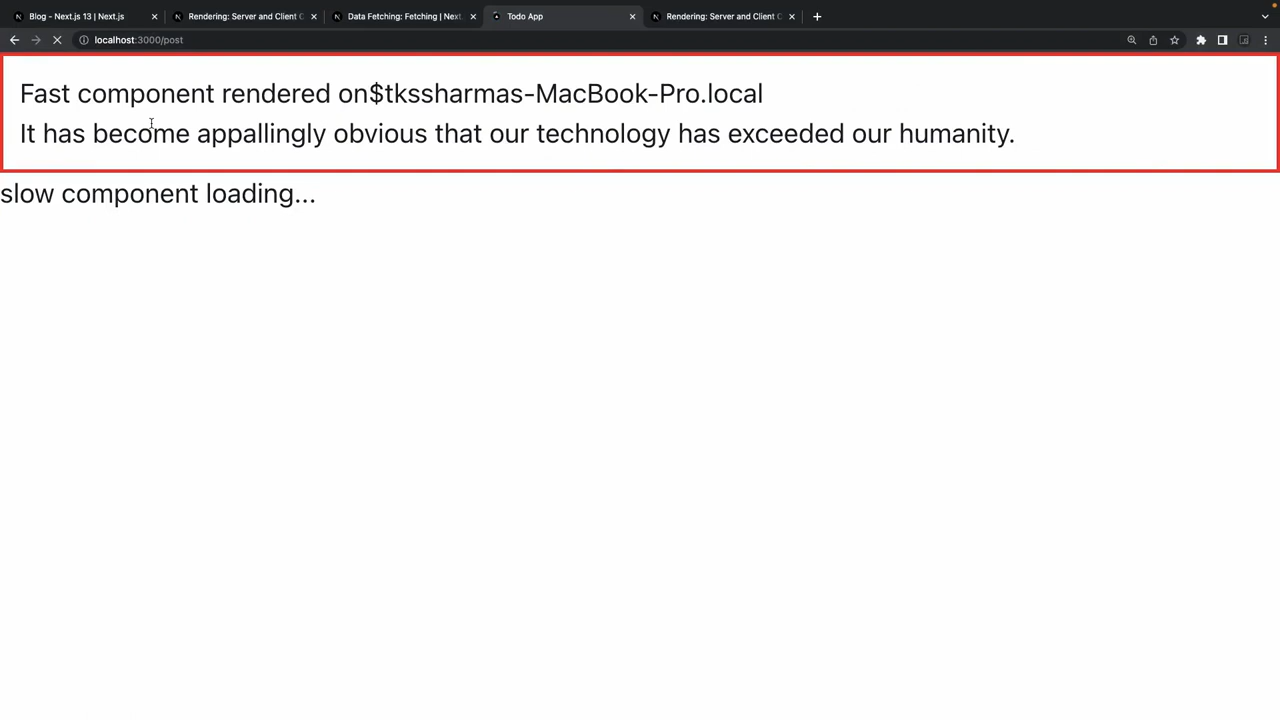 Blog - Next.js 13 | Next.js
Rendering: Server and Client C
Data Fetching: Fetching | Next.
Todo App
Rendering: Server and Client C
localhost:3000/post
Fast component rendered on$tkssharmas-MacBook-Pro.local
It has become appallingly obvious that our technology has exceeded our humanity.
slow component loading...